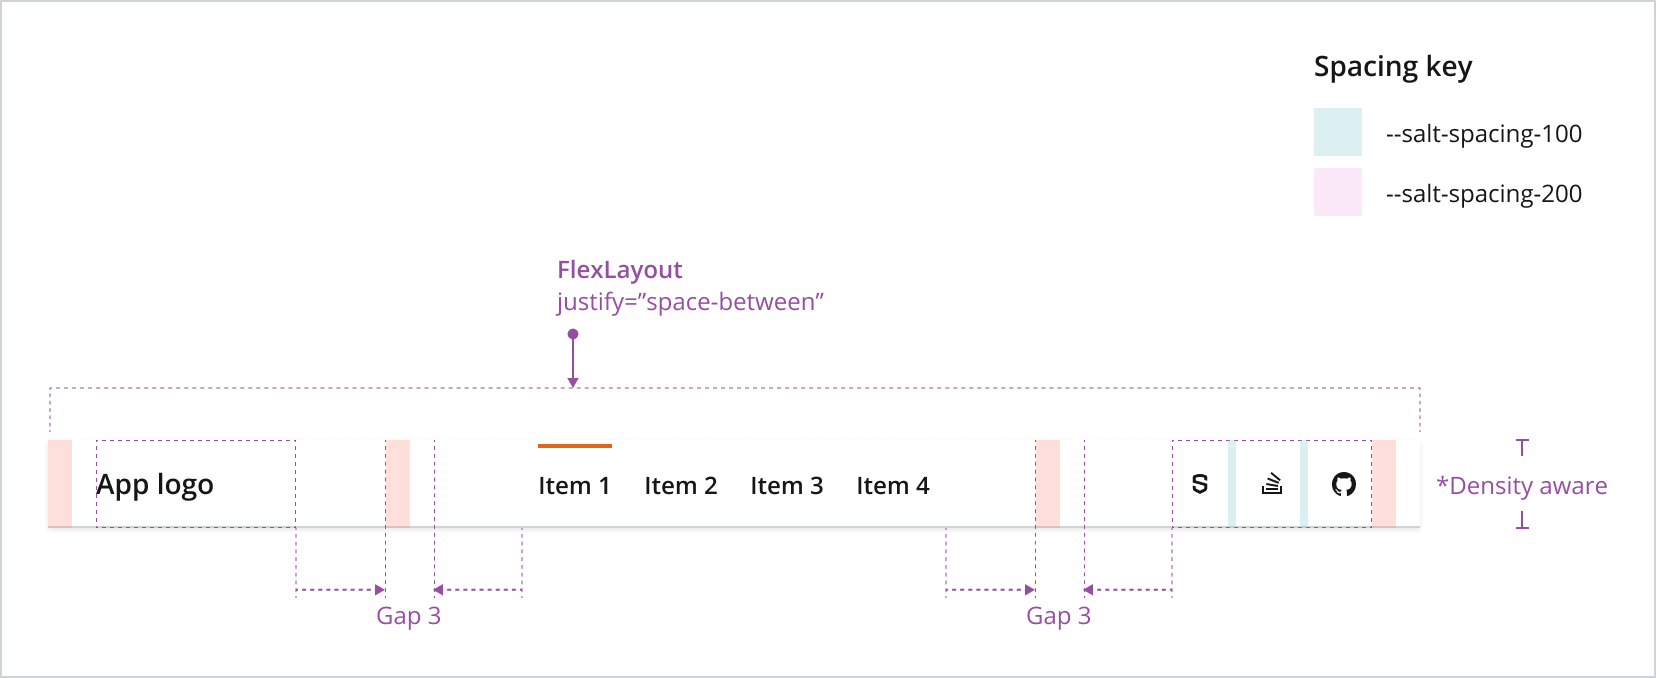 Spacing key
--salt-spacing-100
--salt-spacing-200
FlexLayout
justify=”space-between”
App logo
Item 1 Item 2 Item 3 Item 4
*Density aware
Gap 3 Gap 3